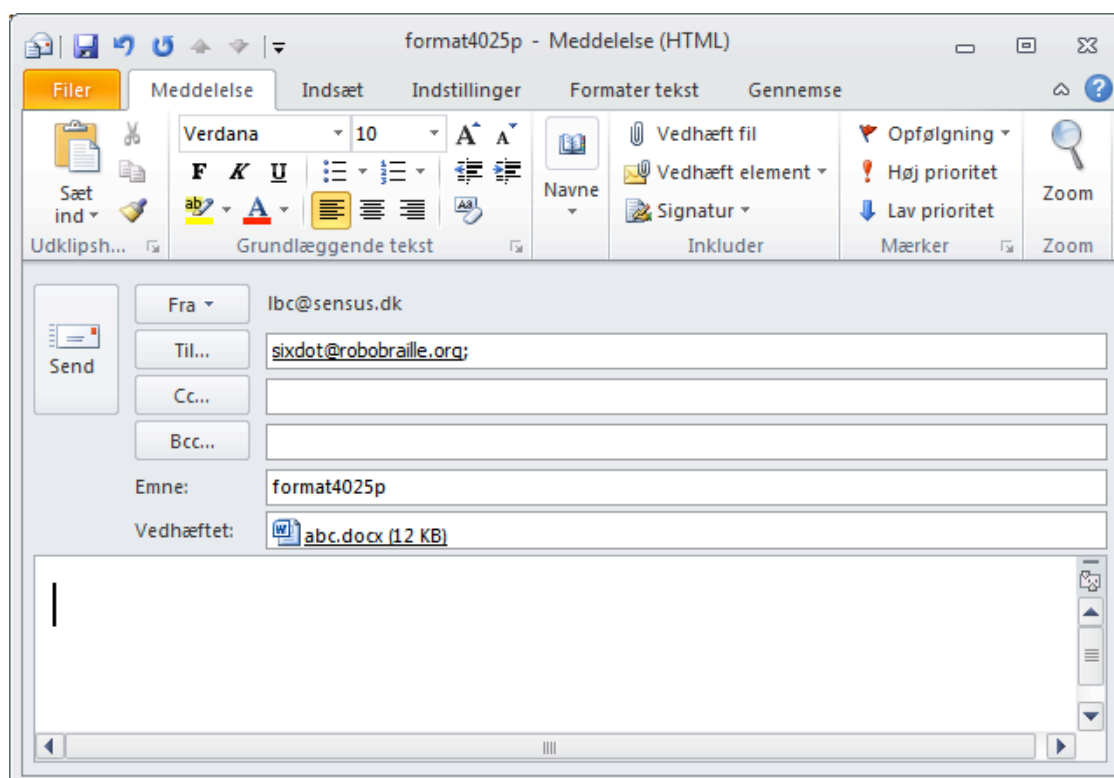 format4025p - Meddelelse (HTML)
Filer Meddelelse Indsæt Indstillinger Formater tekst Gennemse
Verdana 10 A A Vedhæft fil Opfølgning
F K U Vedhæft element Høj prioritet
Sæt ind Navne Zoom
ab A Aa Signatur Lav prioritet
Udklipsh... Grundlæggende tekst Inkluder Mærker Zoom
Send
Fra lbc@sensus.dk
Til... sixdot@robobraille.org;
Cc...
Bcc...
Emne: format4025p
Vedhæftet: abc.docx (12 KB)